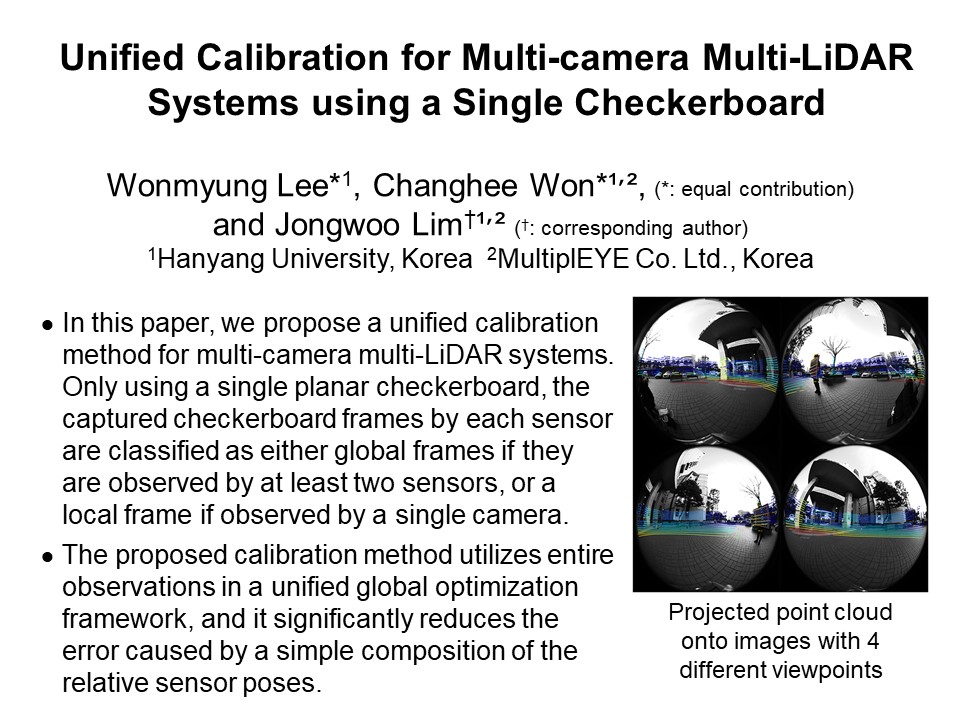 Unified Calibration for Multi-camera Multi-LiDAR
Systems using a Single Checkerboard
Wonmyung Lee*¹, Changhee Won*¹˒², (*: equal contribution)
and Jongwoo Lim†¹˒² (†: corresponding author)
¹Hanyang University, Korea ²MultiplEYE Co. Ltd., Korea
● In this paper, we propose a unified calibration
method for multi-camera multi-LiDAR systems.
Only using a single planar checkerboard, the
captured checkerboard frames by each sensor
are classified as either global frames if they
are observed by at least two sensors, or a
local frame if observed by a single camera.
● The proposed calibration method utilizes entire
observations in a unified global optimization
framework, and it significantly reduces the
error caused by a simple composition of the
relative sensor poses.
Projected point cloud
onto images with 4
different viewpoints